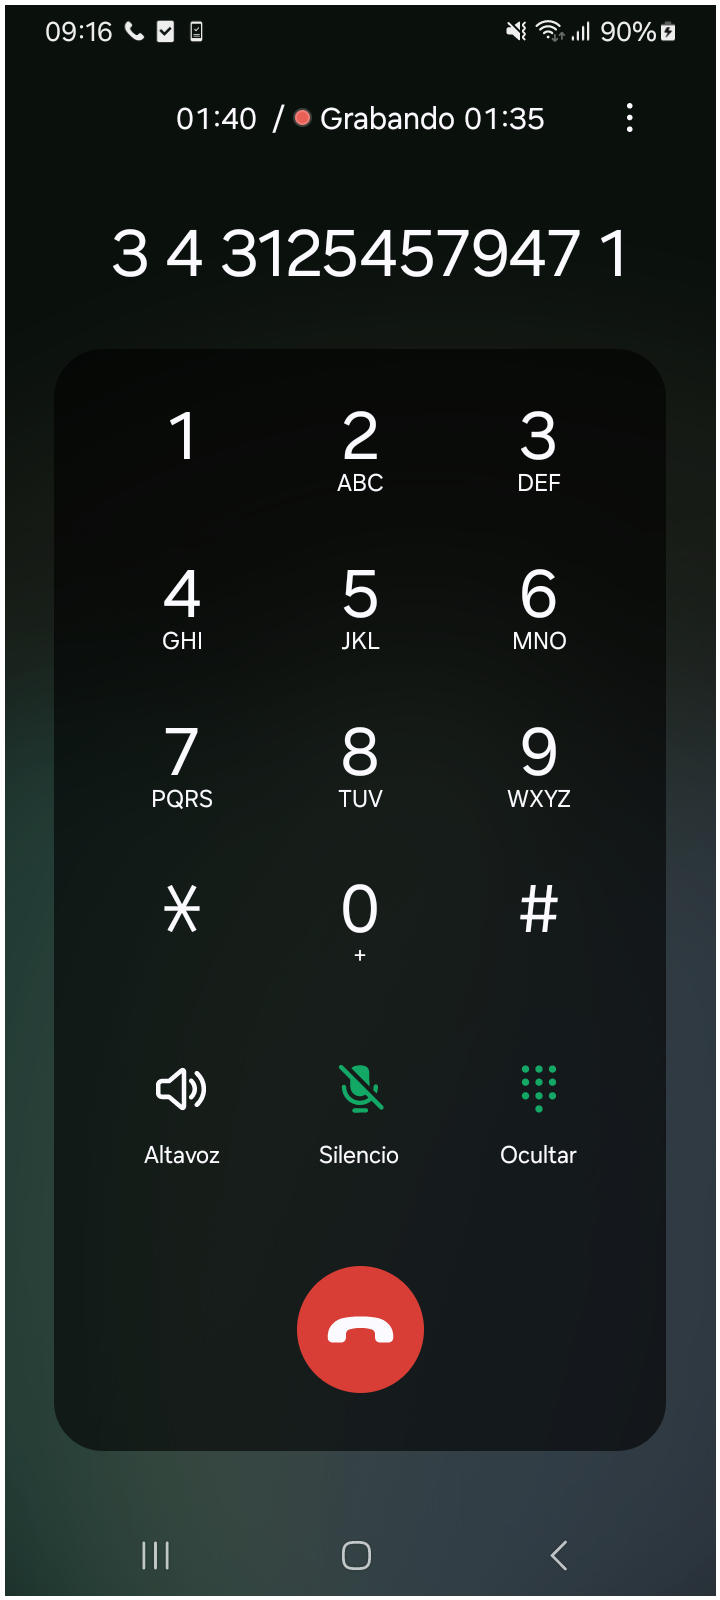 09:16 90%
01:40 / Grabando 01:35
3 4 3125457947 1
1 2 3
ABC DEF
4 5 6
GHI JKL MNO
7 8 9
PQRS TUV WXYZ
* 0 #
+
Altavoz Silencio Ocultar